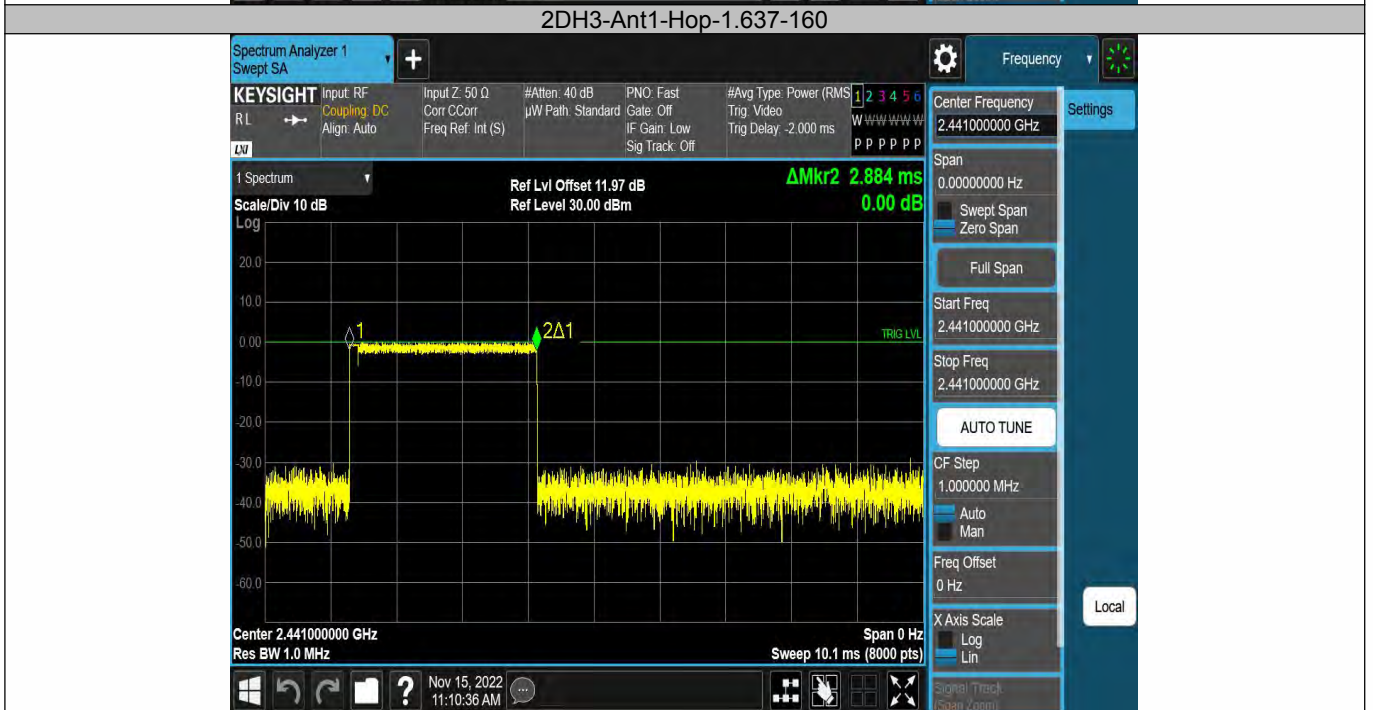 2DH3-Ant1-Hop-1.637-160
Spectrum Analyzer 1
Swept SA
+
Frequency
KEYSIGHT
RL
LXI
Input: RF
Coupling: DC
Align: Auto
Input Z: 50 Ω
Corr CCorr
Freq Ref: Int (S)
#Atten: 40 dB
µW Path: Standard
PNO: Fast
Gate: Off
IF Gain: Low
Sig Track: Off
#Avg Type: Power (RMS
Trig: Video
Trig Delay: -2.000 ms
1 2 3 4 5 6
W W W W W W
P P P P P P
Center Frequency
2.441000000 GHz
Settings
Span
0.00000000 Hz
Swept Span
Zero Span
Full Span
Start Freq
2.441000000 GHz
Stop Freq
2.441000000 GHz
AUTO TUNE
CF Step
1.000000 MHz
Auto
Man
Freq Offset
0 Hz
X Axis Scale
Log
Lin
Signal Track
(Span Zoom)
Local
1 Spectrum
Scale/Div 10 dB
Log
Ref Lvl Offset 11.97 dB
Ref Level 30.00 dBm
ΔMkr2 2.884 ms
0.00 dB
20.0
10.0
0.00
-10.0
-20.0
-30.0
-40.0
-50.0
-60.0
1
2Δ1
TRIG LVL
Center 2.441000000 GHz
Res BW 1.0 MHz
Span 0 Hz
Sweep 10.1 ms (8000 pts)
?
Nov 15, 2022
11:10:36 AM